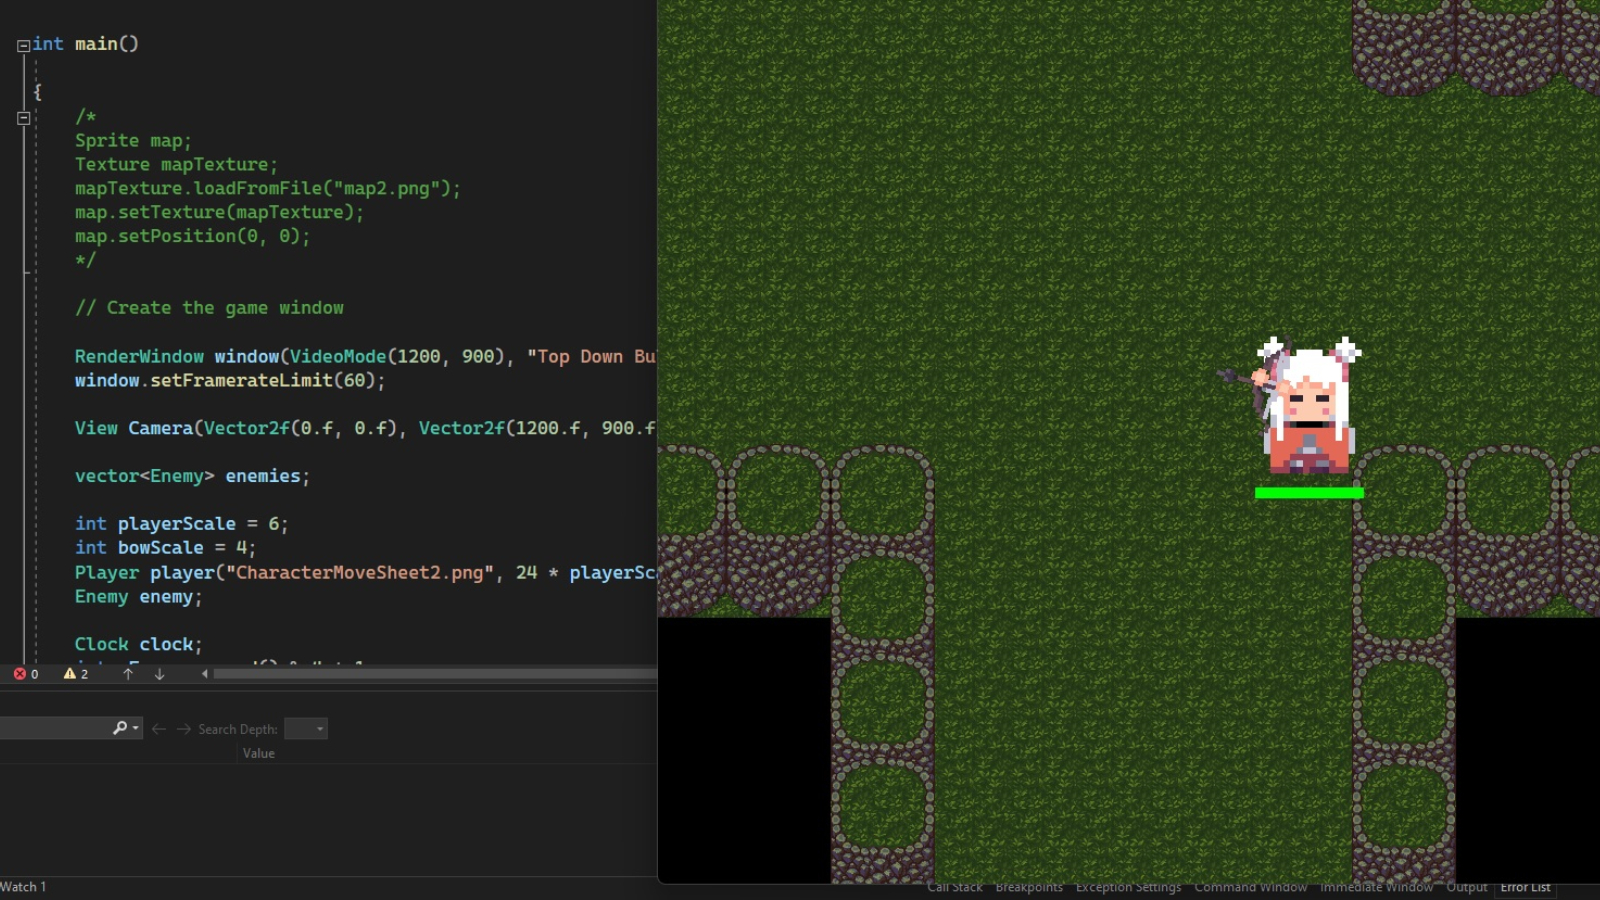 int main()
{
/*
Sprite map;
Texture mapTexture;
mapTexture.loadFromFile("map2.png");
map.setTexture(mapTexture);
map.setPosition(0, 0);
*/
// Create the game window
RenderWindow window(VideoMode(1200, 900), "Top Down Bu
window.setFramerateLimit(60);
View Camera(Vector2f(0.f, 0.f), Vector2f(1200.f, 900.f
vector<Enemy> enemies;
int playerScale = 6;
int bowScale = 4;
Player player("CharacterMoveSheet2.png", 24 * playerSc
Enemy enemy;
Clock clock;
0 2
Search Depth:
Value
Watch 1
Call Stack Breakpoints Exception Settings Command Window Immediate Window Output Error List